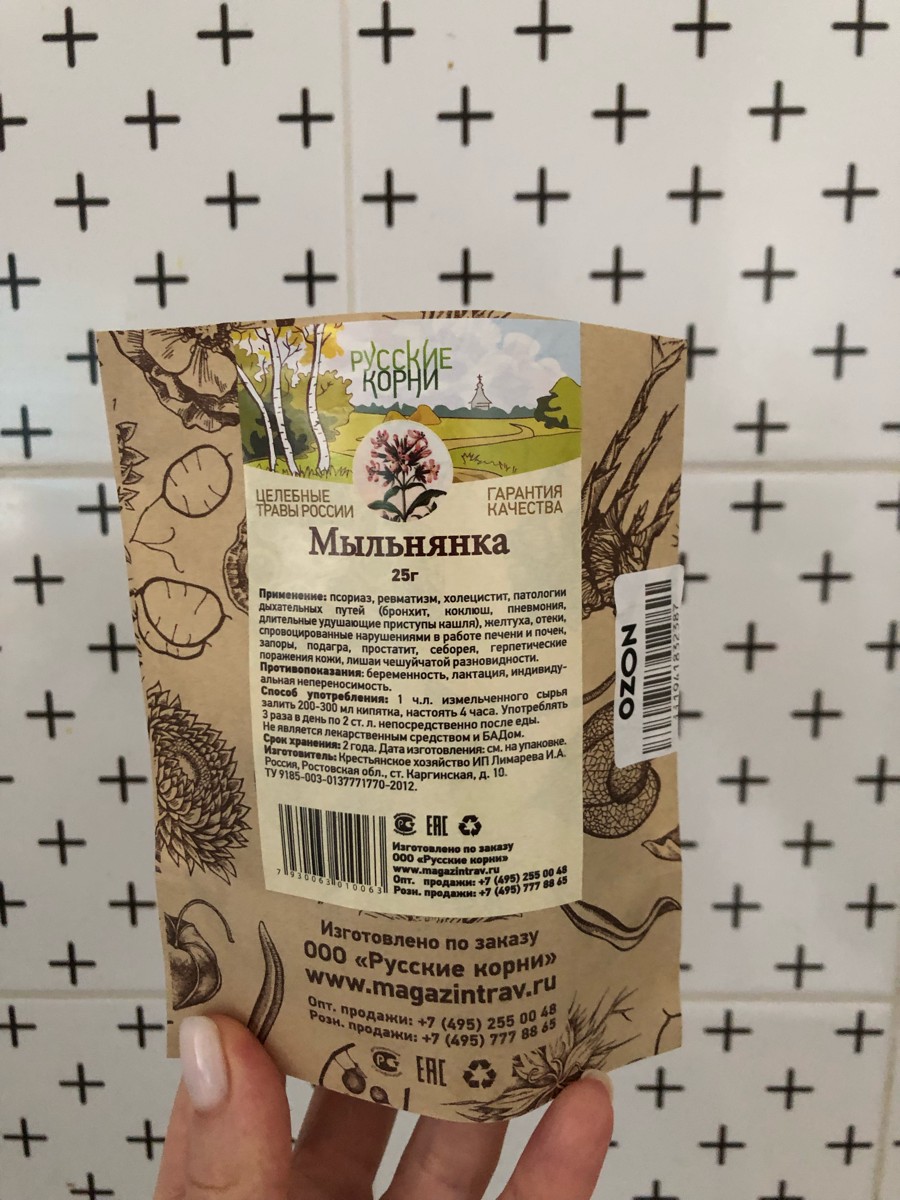 РУССКИЕ
КОРНИ
ЦЕЛЕБНЫЕ
ТРАВЫ РОССИИ
ГАРАНТИЯ
КАЧЕСТВА
Мыльнянка
25г
Применение: псориаз, ревматизм, холецистит, патологии
дыхательных путей (бронхит, коклюш, пневмония,
длительные удушающие приступы кашля), желтуха, отеки,
спровоцированные нарушениями в работе печени и почек,
запоры, подагра, простатит, себорея, герпетические
поражения кожи, лишаи чешуйчатой разновидности.
Противопоказания: беременность, лактация, индивиду-
альная непереносимость.
Способ употребления: 1 ч.л. измельченного сырья
залить 200-300 мл кипятка, настоять 4 часа. Употреблять
3 раза в день по 2 ст. л. непосредственно после еды.
Не является лекарственным средством и БАДом.
Срок хранения: 2 года. Дата изготовления: см. на упаковке.
Изготовитель: Крестьянское хозяйство ИП Лимарева И.А.
Россия, Ростовская обл., ст. Каргинская, д. 10.
ТУ 9185-003-0137771770-2012.
7 930063 010063
РС ЕАС
Изготовлено по заказу
ООО «Русские корни»
www.magazintrav.ru
Опт. продажи: +7 (495) 255 00 48
Розн. продажи: +7 (495) 777 88 65
OZON
Изготовлено по заказу
ООО «Русские корни»
www.magazintrav.ru
Опт. продажи: +7 (495) 255 00 48
Розн. продажи: +7 (495) 777 88 65
РС ЕАС